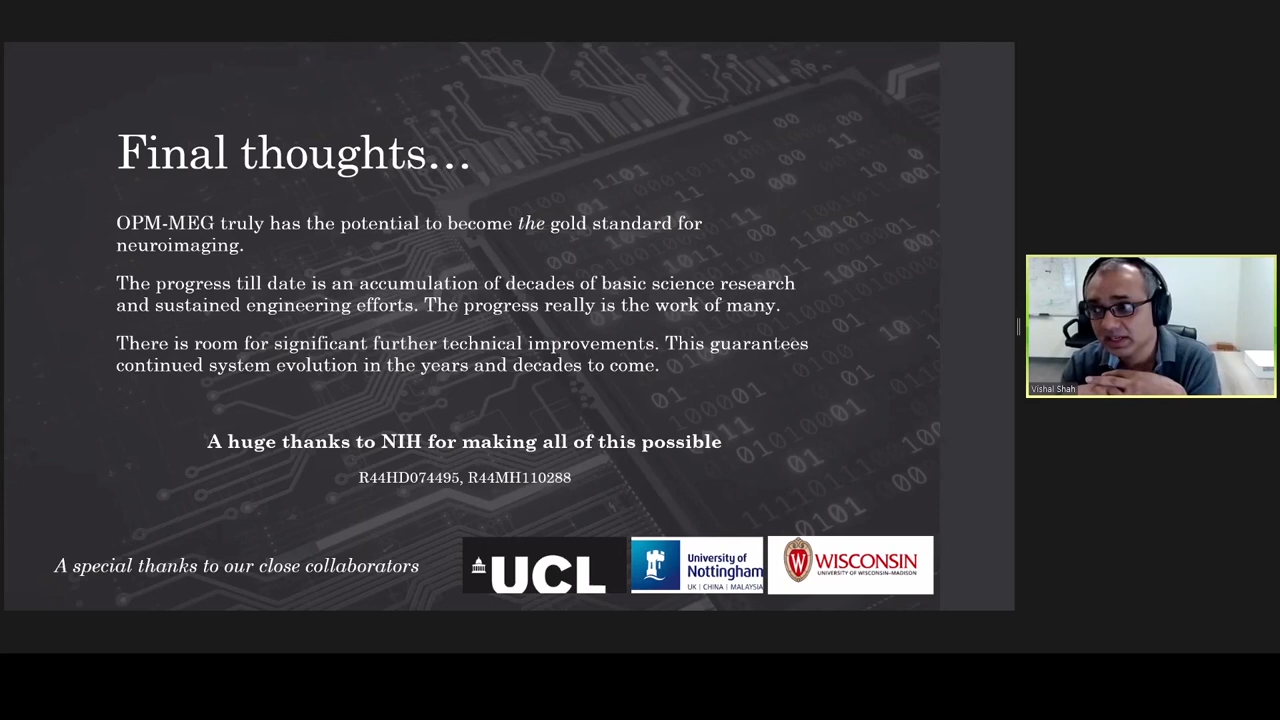 Final thoughts...
OPM-MEG truly has the potential to become the gold standard for
neuroimaging.
The progress till date is an accumulation of decades of basic science research
and sustained engineering efforts. The progress really is the work of many.
There is room for significant further technical improvements. This guarantees
continued system evolution in the years and decades to come.
A huge thanks to NIH for making all of this possible
R44HD074495, R44MH110288
A special thanks to our close collaborators
UCL
University of
Nottingham
UK | CHINA | MALAYSIA
W
WISCONSIN
UNIVERSITY OF WISCONSIN–MADISON
Vishal Shah